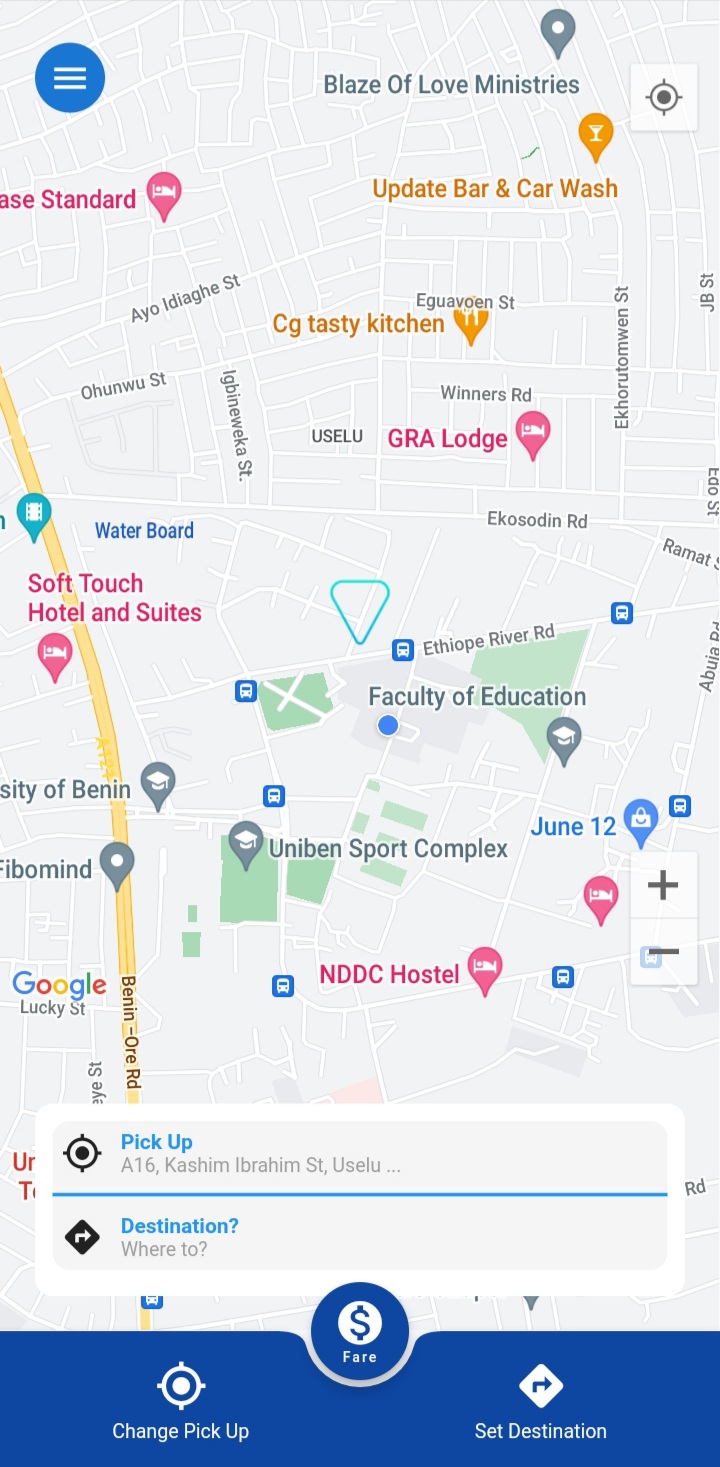 Blaze Of Love Ministries
Update Bar & Car Wash
ase Standard
Ayo Idiaghe St
Eguavoen St
Cg tasty kitchen
JB St
Ekhorutomwen St
Ohunwu St
Igbineweka St.
Winners Rd
USELU
GRA Lodge
Edo St
Ekosodin Rd
Water Board
Ramat S
Soft Touch
Hotel and Suites
Ethiope River Rd
Abuja Rd
Faculty of Education
A121
sity of Benin
June 12
Uniben Sport Complex
Fibomind
+
−
NDDC Hostel
Google
Lucky St
Benin –Ore Rd
aye St
Pick Up
A16, Kashim Ibrahim St, Uselu ...
Ur
Rd
Destination?
Where to?
$
Fare
Change Pick Up
Set Destination